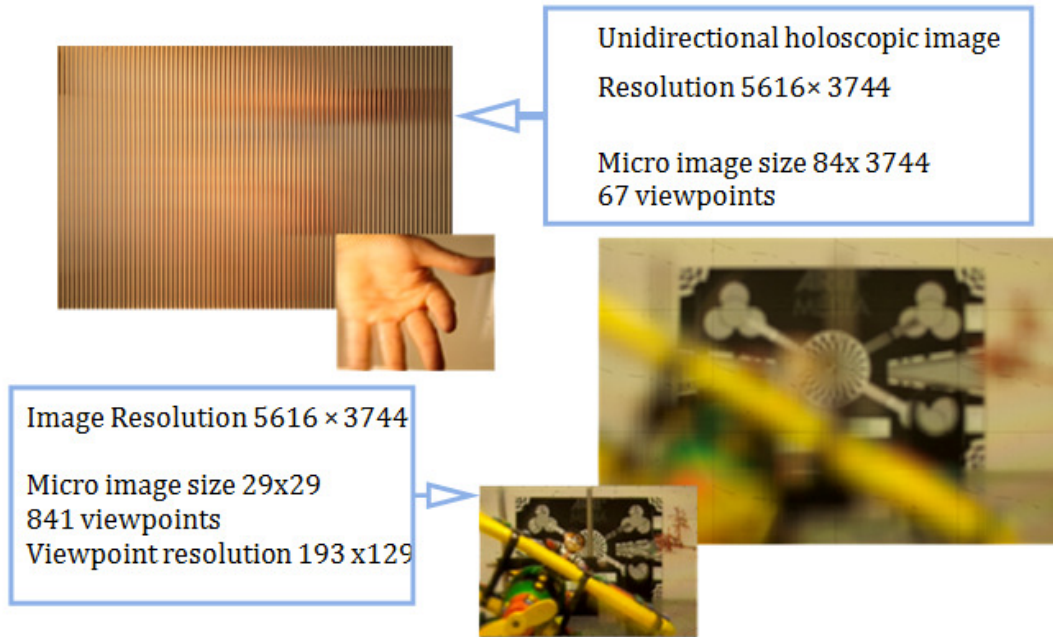 Unidirectional holoscopic image
Resolution 5616× 3744
Micro image size 84x 3744
67 viewpoints
Image Resolution 5616 × 3744
Micro image size 29x29
841 viewpoints
Viewpoint resolution 193 x129